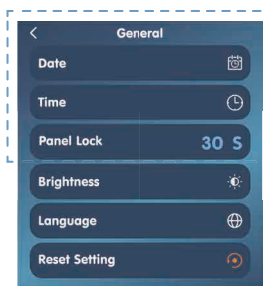 General
Date
Time
Panel Lock 30 S
Brightness
Language
Reset Setting